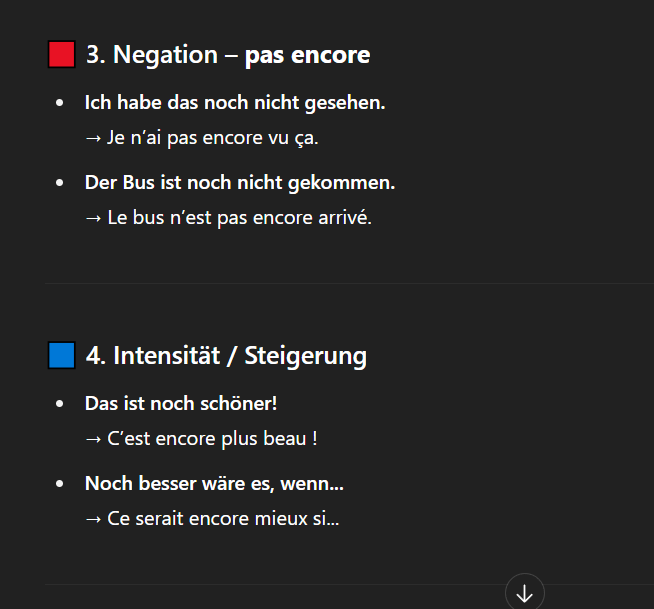 3. Negation – pas encore
• Ich habe das noch nicht gesehen.
→ Je n’ai pas encore vu ça.
• Der Bus ist noch nicht gekommen.
→ Le bus n’est pas encore arrivé.
4. Intensität / Steigerung
• Das ist noch schöner!
→ C’est encore plus beau !
• Noch besser wäre es, wenn...
→ Ce serait encore mieux si...